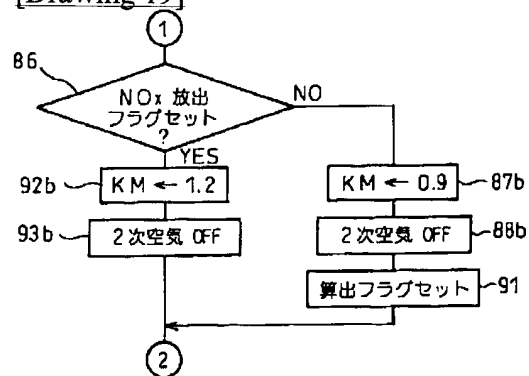 [Drawing 19]
1
86
NOx 放出
フラグセット
?
NO
YES
92b
KM ← 1.2
KM ← 0.9
87b
93b
2次空気 OFF
2次空気 OFF
88b
算出フラグセット
91
2